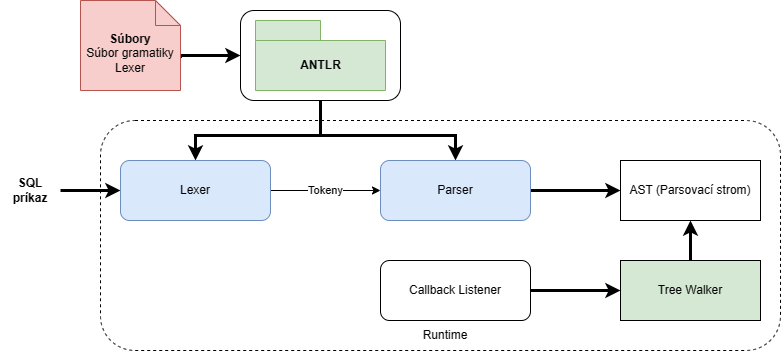 Súbory
Súbor gramatiky
Lexer
ANTLR
SQL
príkaz
Lexer
Tokeny
Parser
AST (Parsovací strom)
Callback Listener
Tree Walker
Runtime